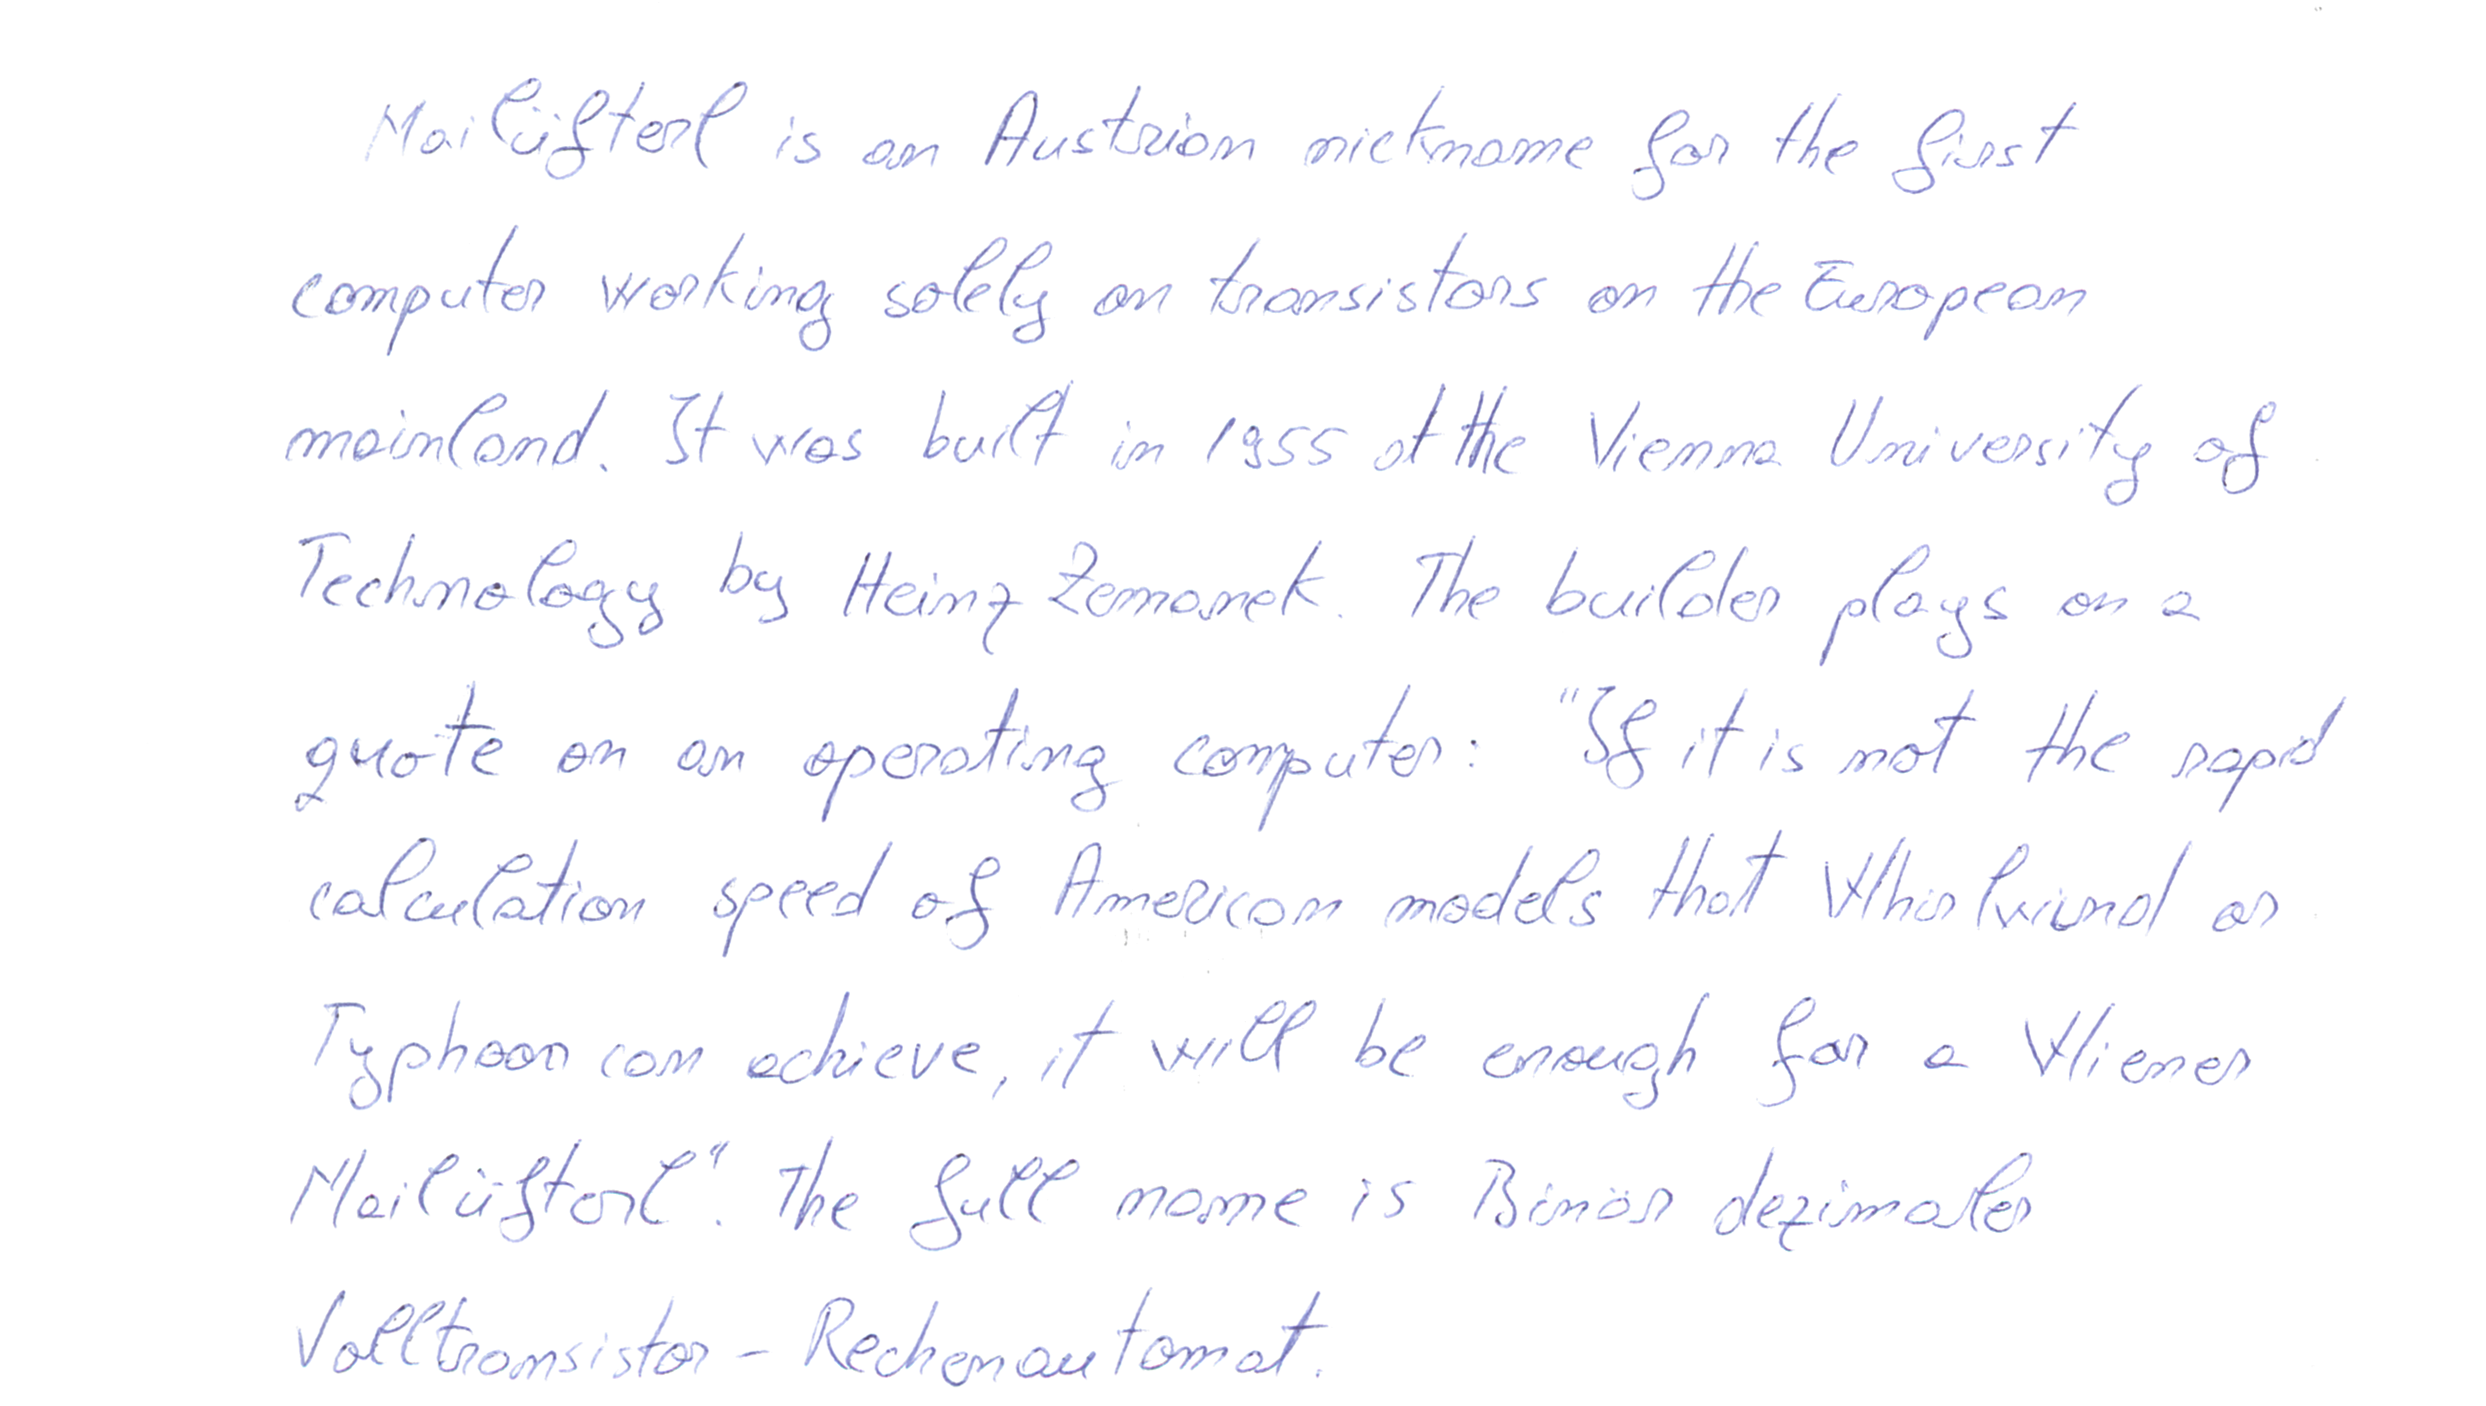 Mailüfterl is an Austrian nickname for the first
computer working solely on transistors on the European
mainland. It was built in 1955 at the Vienna University of
Technology by Heinz Zemanek. The builder plays on a
quote on an operating computer: "If it is not the rapid
calculation speed of American models that Whirlwind or
Typhoon can achieve, it will be enough for a Wiener
Mailüfterl". The full name is Binär dezimaler
Volltransistor - Rechenautomat.